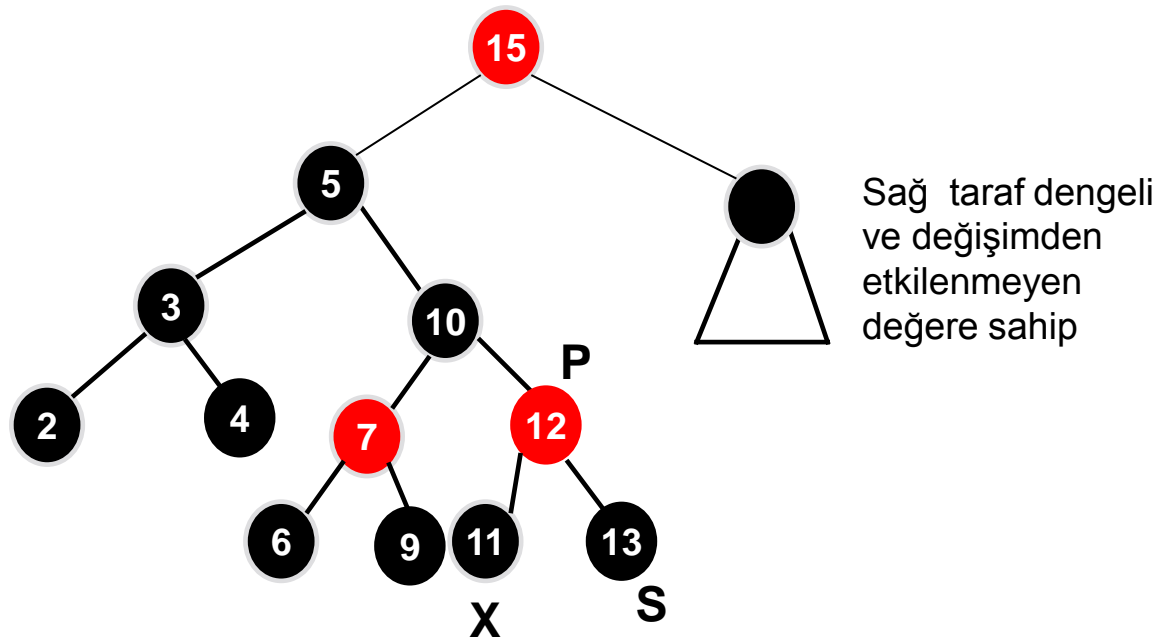 15
5
Sağ taraf dengeli
ve değişimden
etkilenmeyen
değere sahip
3
10
P
2
4
7
12
6
9
11
13
X
S